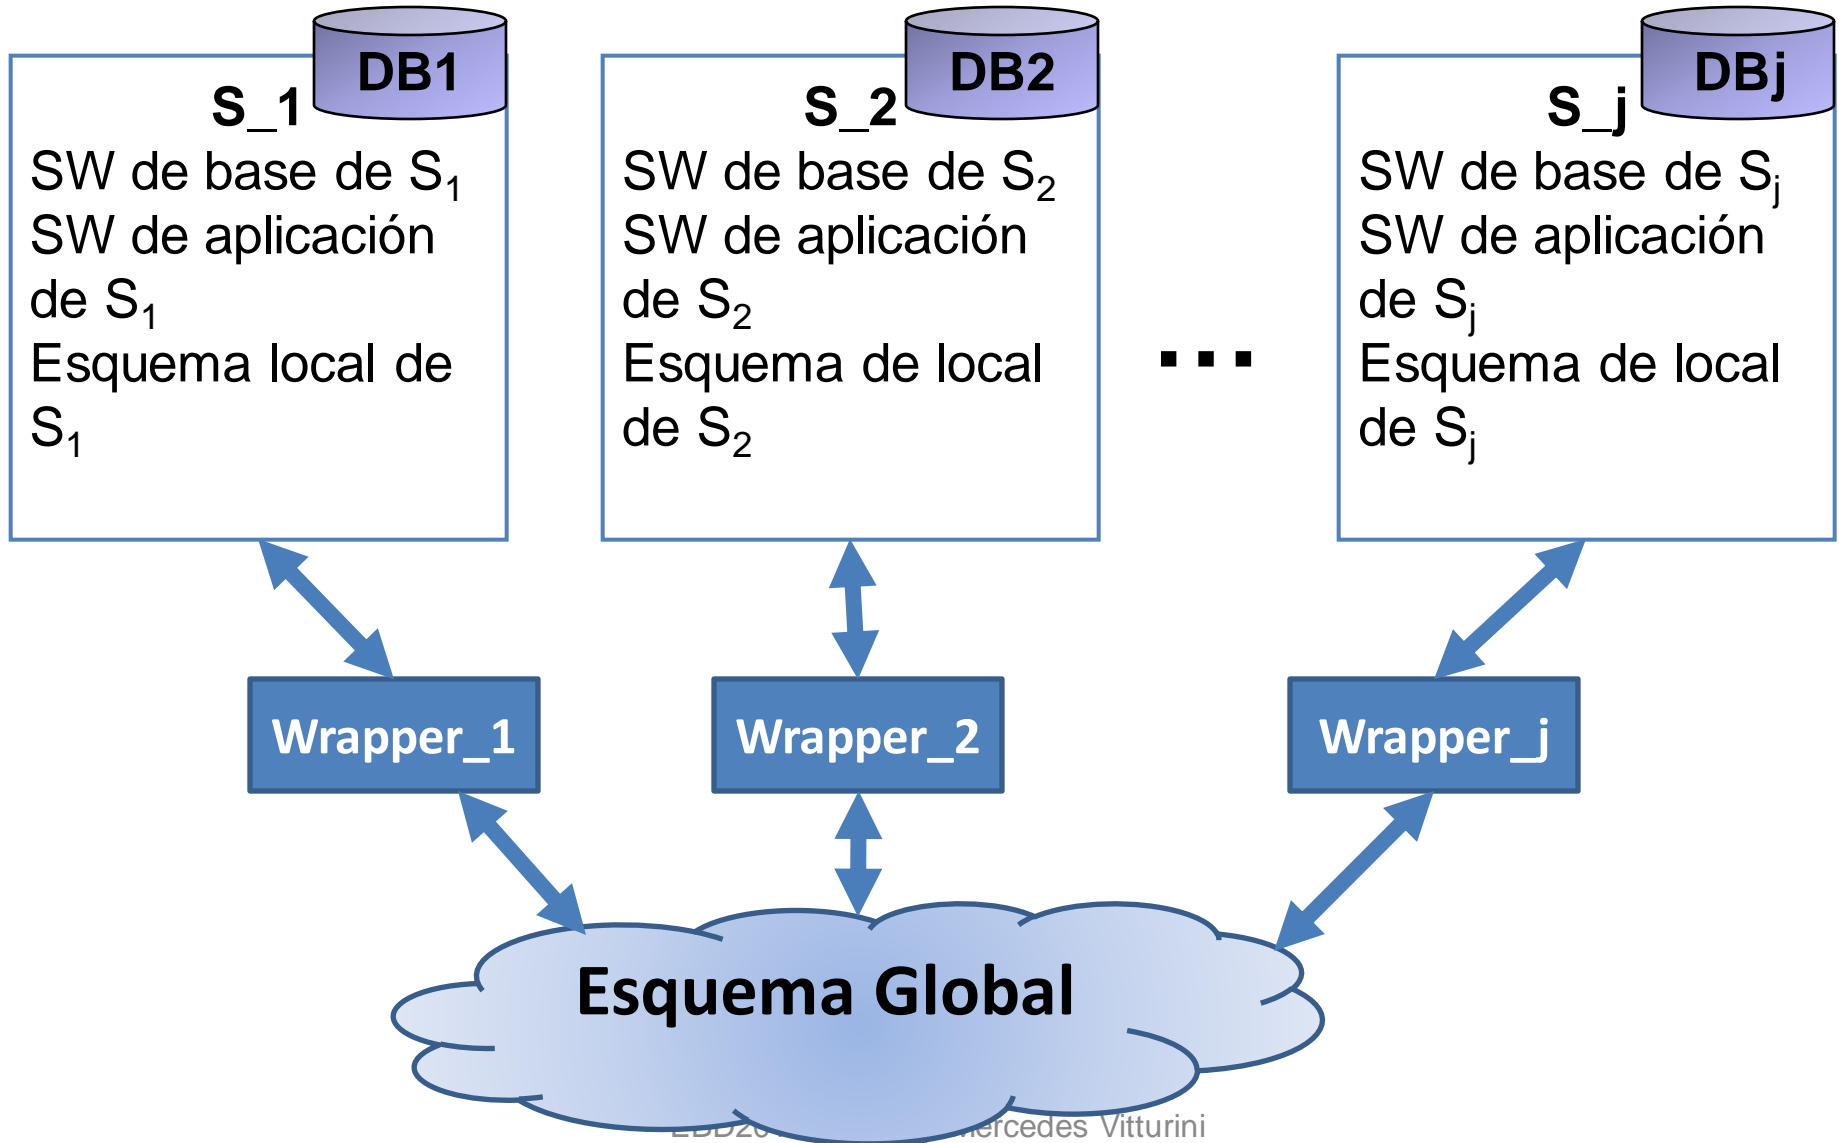 DB1
S_1
SW de base de S₁
SW de aplicación
de S₁
Esquema local de
S₁
DB2
S_2
SW de base de S₂
SW de aplicación
de S₂
Esquema de local
de S₂
...
DBj
S_j
SW de base de Sⱼ
SW de aplicación
de Sⱼ
Esquema de local
de Sⱼ
Wrapper_1
Wrapper_2
Wrapper_j
Esquema Global
Vitturini